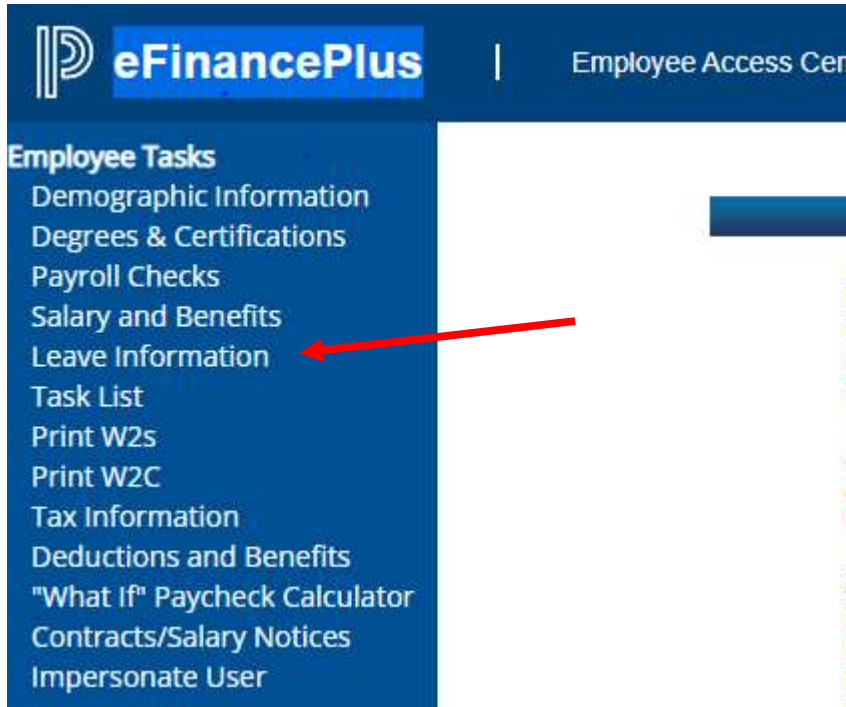 eFinancePlus | Employee Access Cen
Employee Tasks
Demographic Information
Degrees & Certifications
Payroll Checks
Salary and Benefits
Leave Information
Task List
Print W2s
Print W2C
Tax Information
Deductions and Benefits
"What If" Paycheck Calculator
Contracts/Salary Notices
Impersonate User